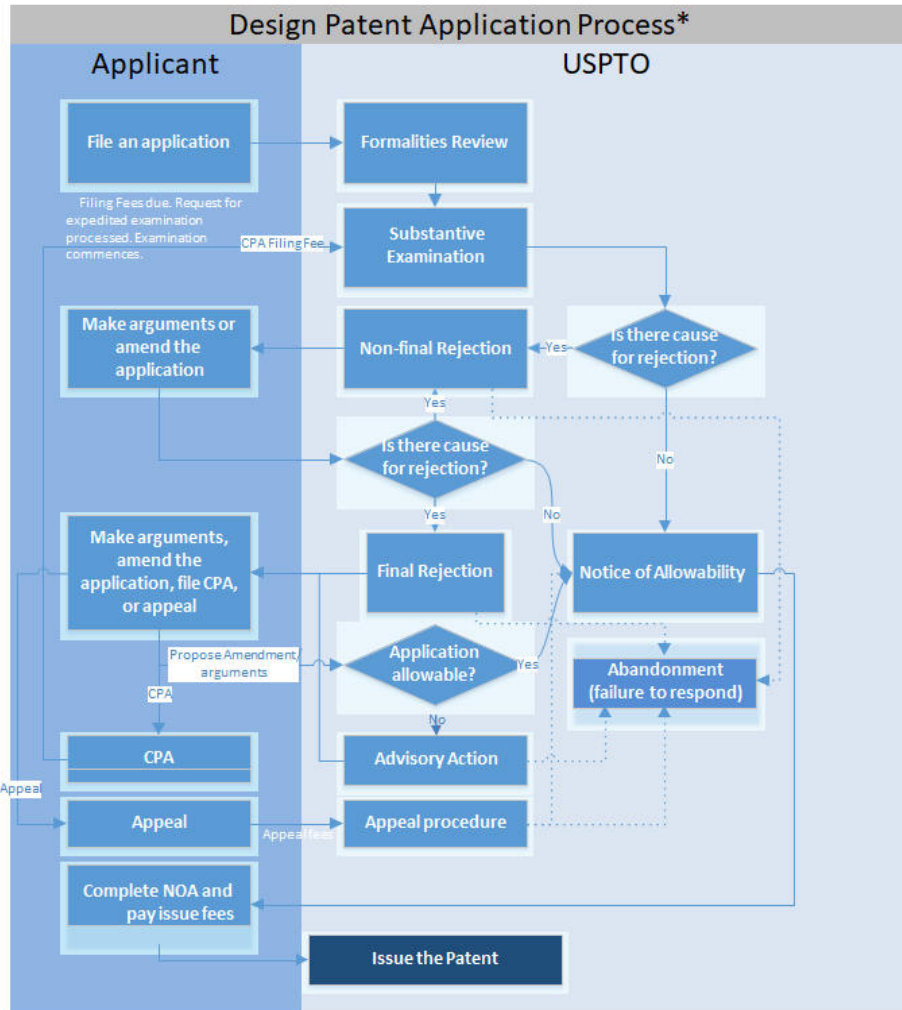 Design Patent Application Process*
Applicant
USPTO
File an application
Formalities Review
Filing Fees due. Request for
expedited examination
processed. Examination
commences.
CPA Filing Fee
Substantive
Examination
Make arguments or
amend the
application
Non-final Rejection
Yes
Is there cause
for rejection?
Yes
Is there cause
for rejection?
No
Yes
No
Make arguments,
amend the
application, file CPA,
or appeal
Final Rejection
Notice of Allowability
Propose Amendment/
arguments
Application
allowable?
Yes
Abandonment
(failure to respond)
CPA
No
CPA
Advisory Action
Appeal
Appeal
Appeal fees
Appeal procedure
Complete NOA and
pay issue fees
Issue the Patent